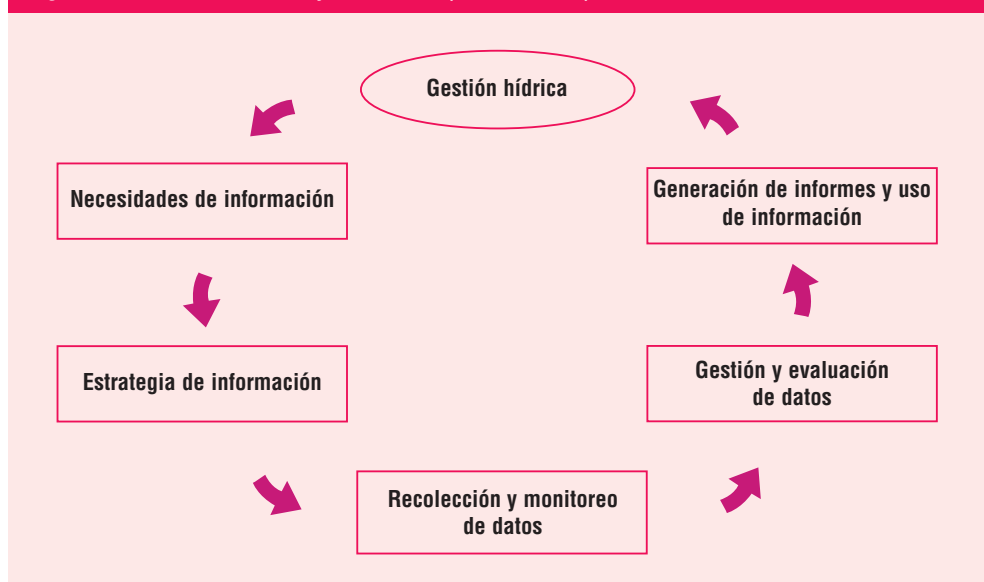 Gestión hídrica
Necesidades de información
Generación de informes y uso
de información
Estrategia de información
Gestión y evaluación
de datos
Recolección y monitoreo
de datos